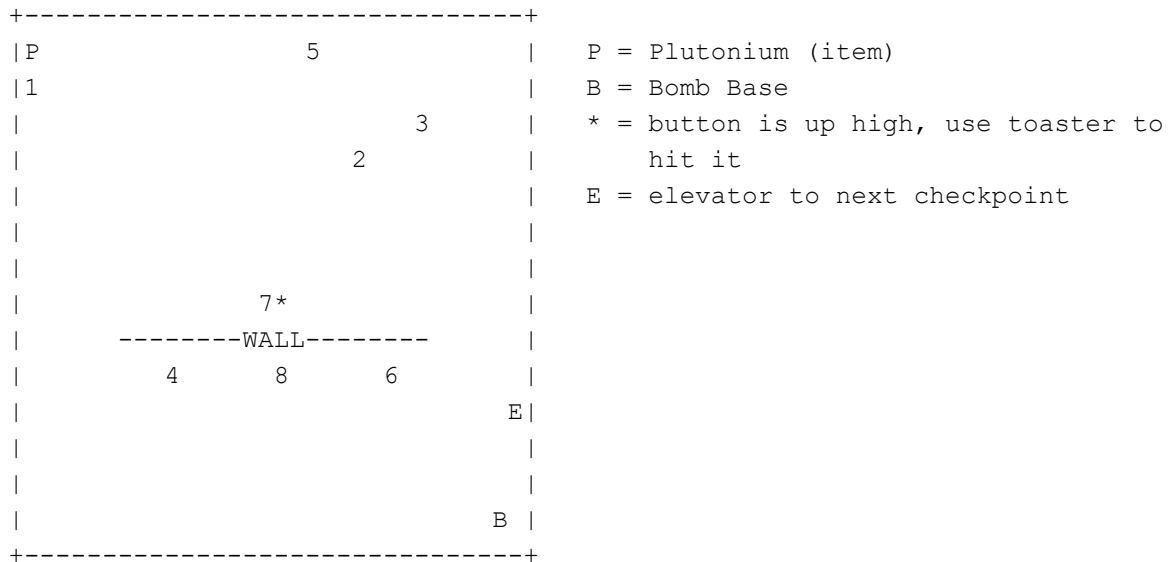 +--------------------------------+
|P                  5            |   P = Plutonium (item)
|1                               |   B = Bomb Base
|                          3     |   * = button is up high, use toaster to
|                      2         |       hit it
|                                |   E = elevator to next checkpoint
|                                |
|                                |
|               7*               |
|      --------WALL--------      |
|         4      8      6        |
|                               E|
|                                |
|                                |
|                              B |
+--------------------------------+